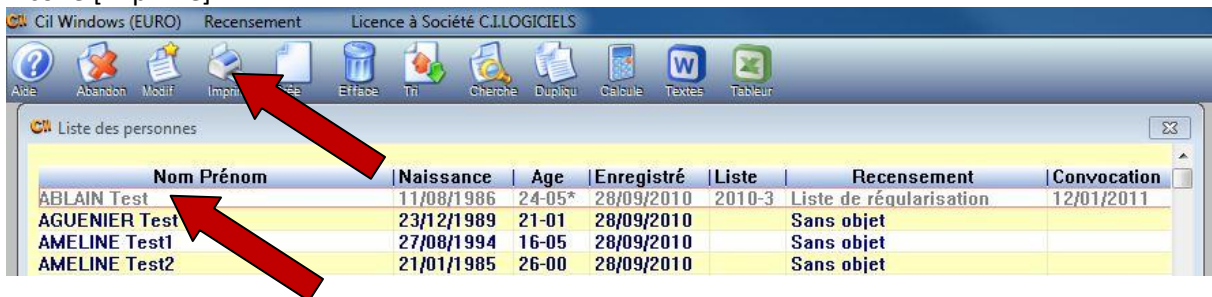 Cil Windows (EURO) Recensement Licence à Société C.I.LOGICIELS
Aide Abandon Modif Efface Tri Cherche Dupliqu Calcule Textes Tableur
Liste des personnes
Nom Prénom Naissance Age Enregistré Liste Recensement Convocation
ABLAIN Test 11/08/1986 24-05* 28/09/2010 2010-3 Liste de régularisation 12/01/2011
AGUENIER Test 23/12/1989 21-01 28/09/2010 Sans objet
AMELINE Test1 27/08/1994 16-05 28/09/2010 Sans objet
AMELINE Test2 21/01/1985 26-00 28/09/2010 Sans objet